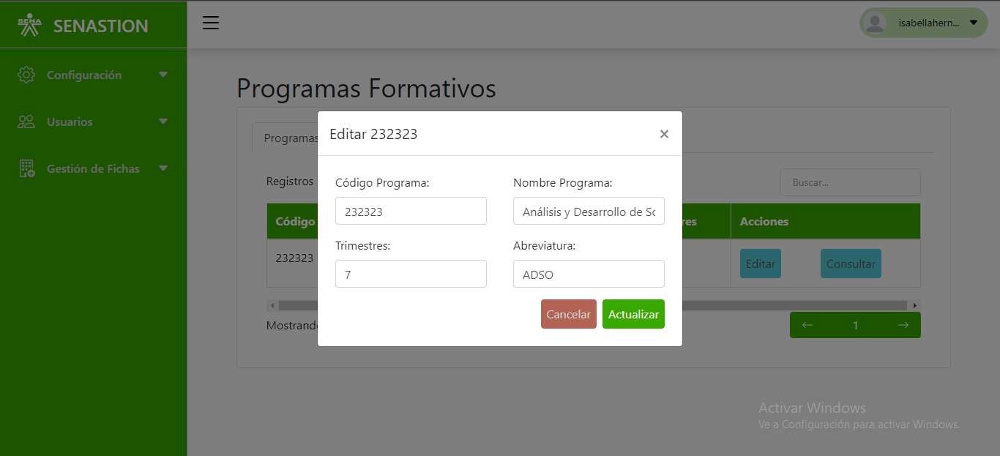 SENA
SENASTION
isabellahern...
Configuración
Usuarios
Gestión de Fichas
Programas Formativos
Programas
Registros
Buscar...
Código
res
Acciones
232323
Editar
Consultar
Mostrando
1
Editar 232323
×
Código Programa:
Nombre Programa:
232323
Análisis y Desarrollo de So
Trimestres:
Abreviatura:
7
ADSO
Cancelar
Actualizar
Activar Windows
Ve a Configuración para activar Windows.